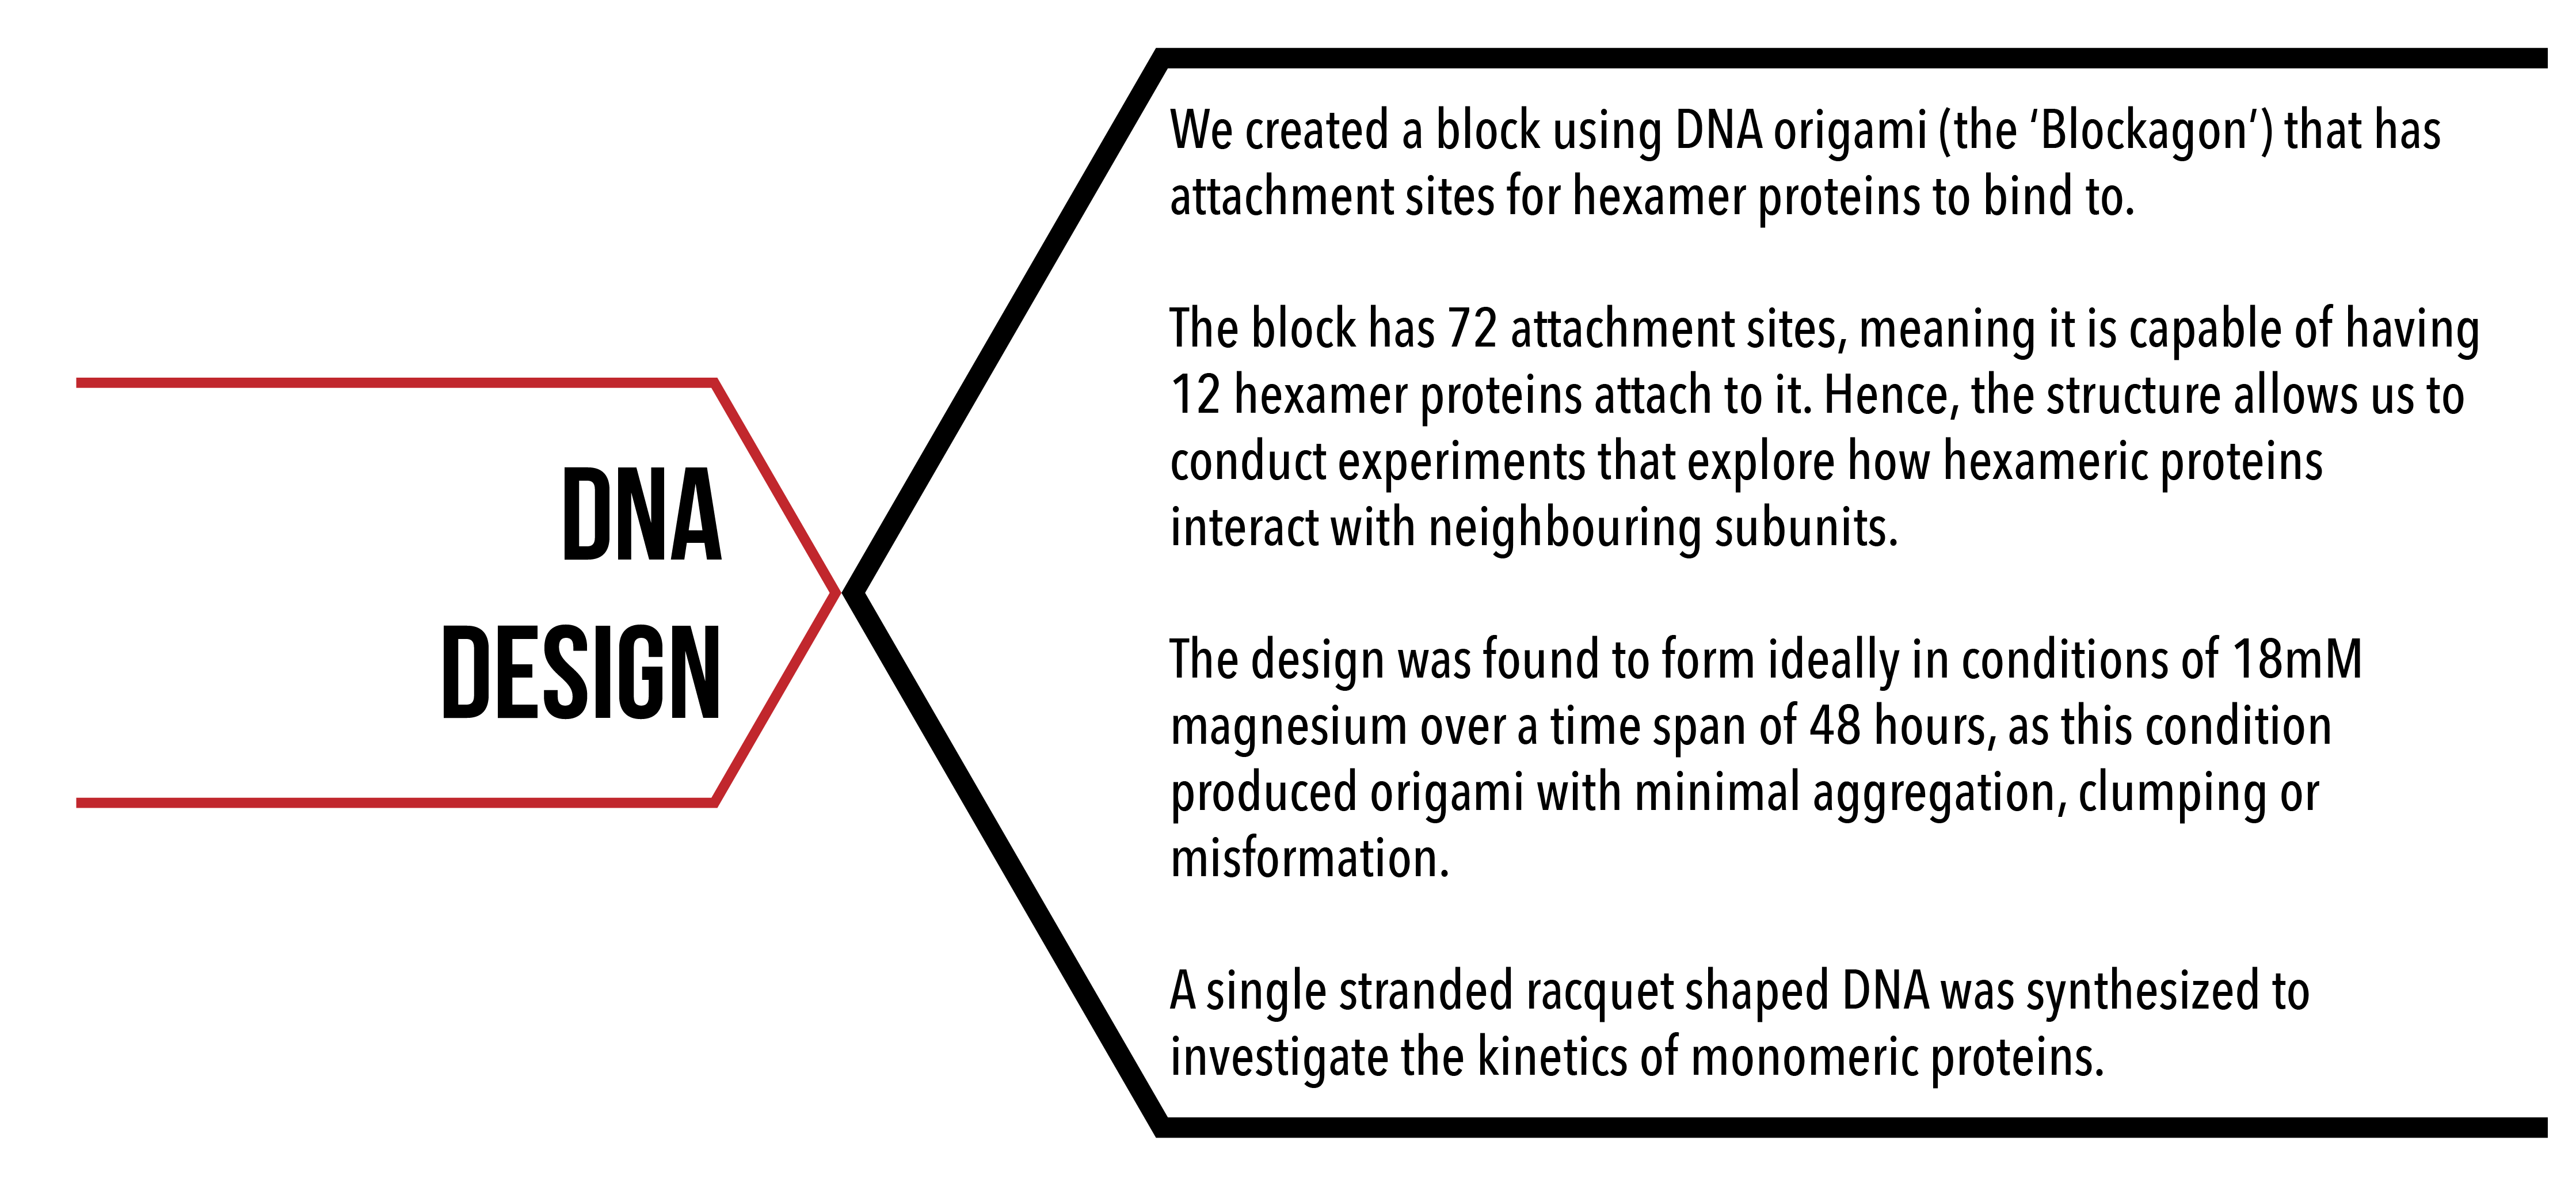 DNA
DESIGN
We created a block using DNA origami (the ‘Blockagon’) that has
attachment sites for hexamer proteins to bind to.
The block has 72 attachment sites, meaning it is capable of having
12 hexamer proteins attach to it. Hence, the structure allows us to
conduct experiments that explore how hexameric proteins
interact with neighbouring subunits.
The design was found to form ideally in conditions of 18mM
magnesium over a time span of 48 hours, as this condition
produced origami with minimal aggregation, clumping or
misformation.
A single stranded racquet shaped DNA was synthesized to
investigate the kinetics of monomeric proteins.